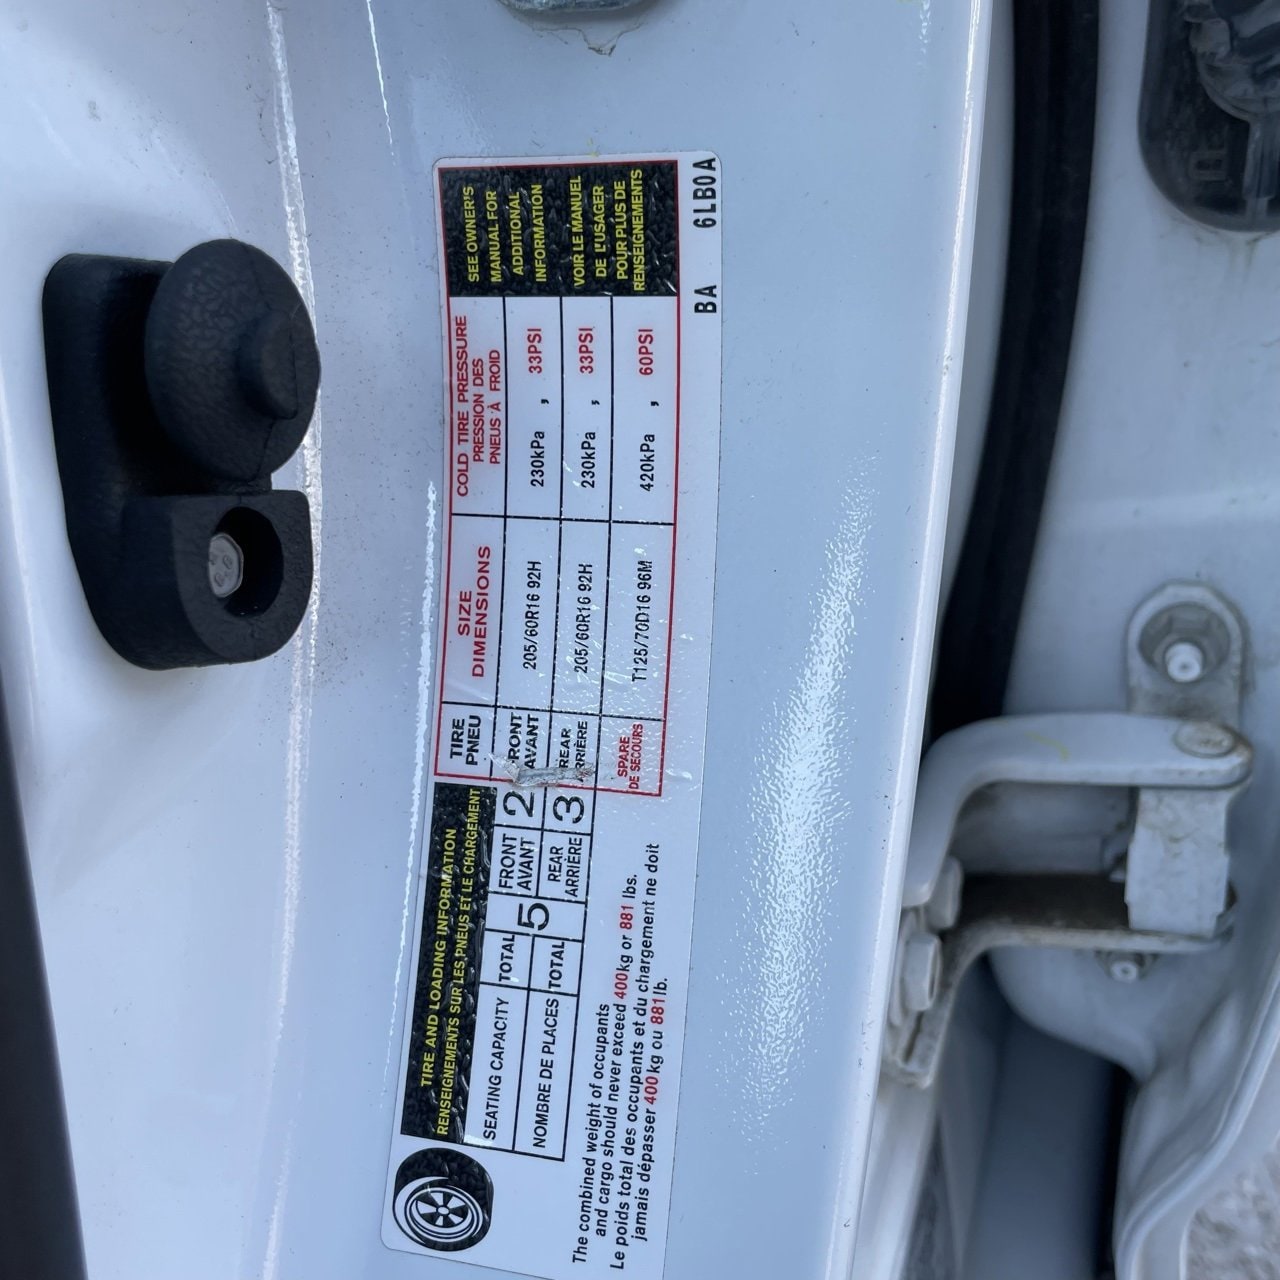 TIRE AND LOADING INFORMATION
RENSEIGNEMENTS SUR LES PNEUS ET LE CHARGEMENT
SEATING CAPACITY TOTAL 5 FRONT AVANT 2
NOMBRE DE PLACES TOTAL REAR ARRIÈRE 3
The combined weight of occupants
and cargo should never exceed 400kg or 881 lbs.
Le poids total des occupants et du chargement ne doit
jamais dépasser 400 kg ou 881 lb.
TIRE PNEU
SIZE DIMENSIONS
COLD TIRE PRESSURE
PRESSION DES
PNEUS À FROID
FRONT AVANT 205/60R16 92H 230kPa , 33PSI
REAR ARRIÈRE 205/60R16 92H 230kPa , 33PSI
SPARE DE SECOURS T125/70D16 96M 420kPa , 60PSI
SEE OWNER'S
MANUAL FOR
ADDITIONAL
INFORMATION
VOIR LE MANUEL
DE L'USAGER
POUR PLUS DE
RENSEIGNEMENTS
BA 6LB0A